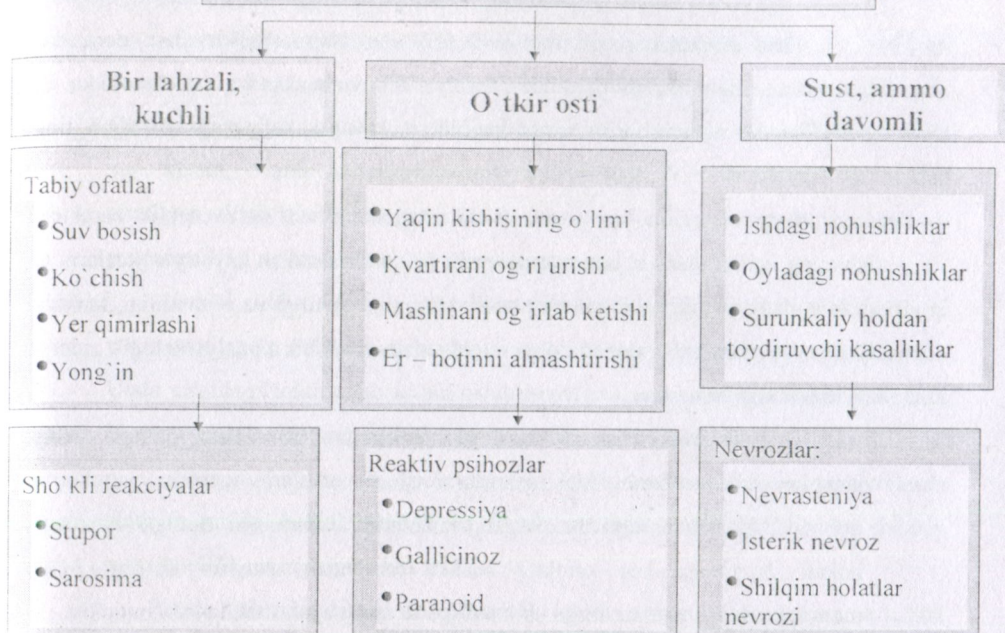 Bir lahzali,
kuchli
O`tkir osti
Sust, ammo
davomli
Tabiy ofatlar
•Suv bosish
•Ko`chish
•Yer qimirlashi
•Yong`in
•Yaqin kishisining o`limi
•Kvartirani og`ri urishi
•Mashinani og`irlab ketishi
•Er – hotinni almashtirishi
•Ishdagi nohushliklar
•Oyladagi nohushliklar
•Surunkaliy holdan
toydiruvchi kasalliklar
Sho`kli reakciyalar
•Stupor
•Sarosima
Reaktiv psihozlar
•Depressiya
•Gallicinoz
•Paranoid
Nevrozlar:
•Nevrasteniya
•Isterik nevroz
•Shilqim holatlar
nevrozi